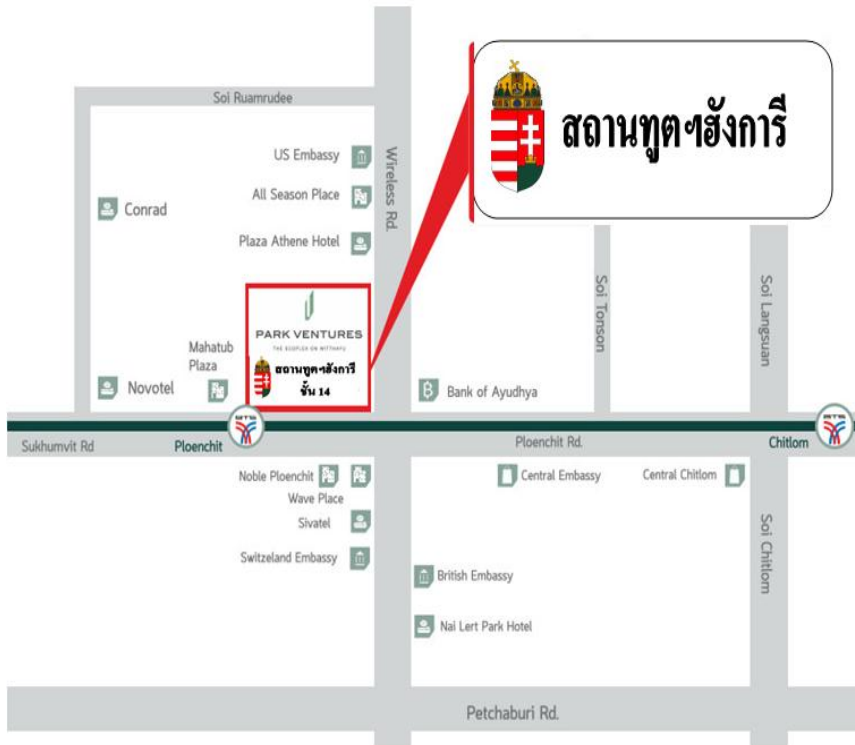 สถานทูตฯฮังการี
Soi Ruamrudee
US Embassy
Wireless Rd.
All Season Place
Conrad
Plaza Athene Hotel
Soi Tonson
Soi Langsuan
PARK VENTURES
THE ECOPLEX ON WITTHAYU
Mahatub
Plaza
สถานทูตฯฮังการี
ชั้น 14
Novotel
Bank of Ayudhya
BTS
BTS
Sukhumvit Rd
Ploenchit
Ploenchit Rd.
Chitlom
Noble Ploenchit
Wave Place
Central Embassy
Central Chitlom
Sivatel
Switzeland Embassy
Soi Chitlom
British Embassy
Nai Lert Park Hotel
Petchaburi Rd.